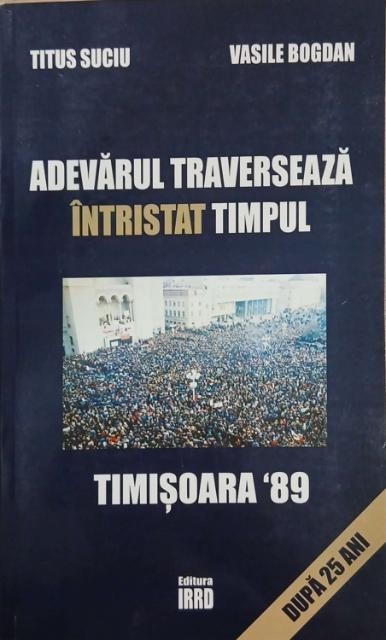 TITUS SUCIU
VASILE BOGDAN
ADEVĂRUL TRAVERSEAZĂ
ÎNTRISTAT TIMPUL
TIMIȘOARA '89
DUPĂ 25 ANI
Editura
IRRD